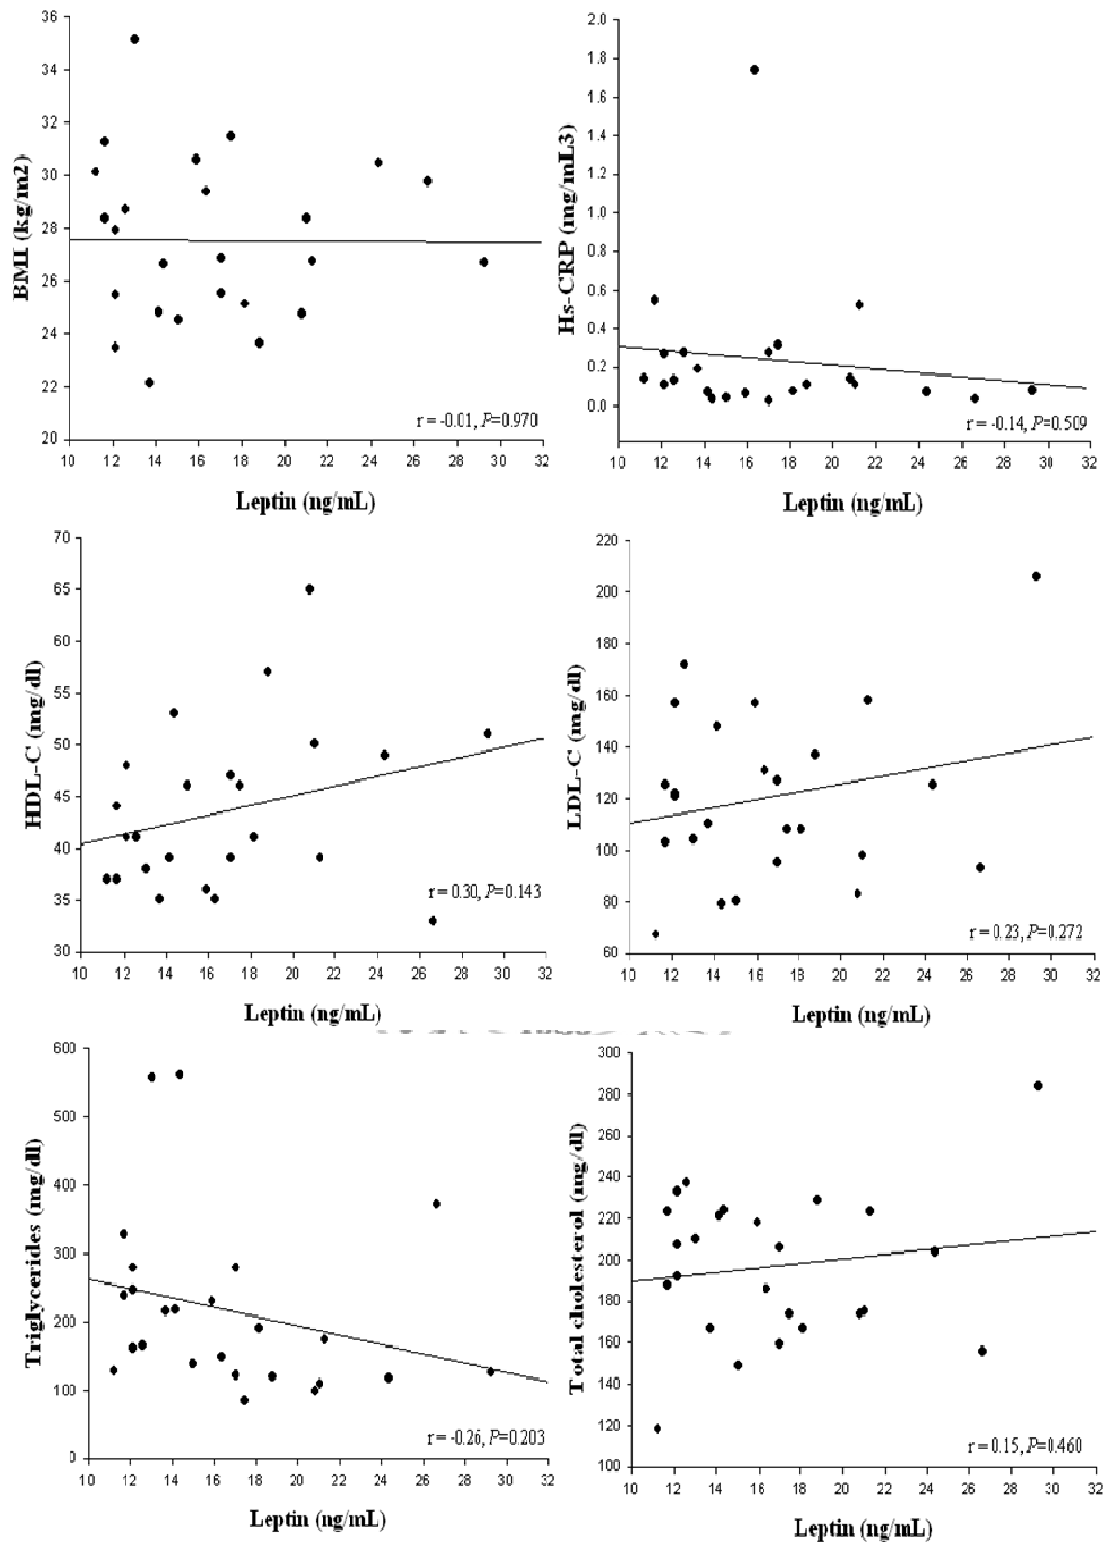 36
34
32
30
28
26
24
22
20
BMI (kg/m2)
r = -0.01, P=0.970
10 12 14 16 18 20 22 24 26 28 30 32
Leptin (ng/mL)
2.0
1.8
1.6
1.4
1.2
1.0
0.8
0.6
0.4
0.2
0.0
Hs-CRP (mg/mL3)
r = -0.14, P=0.509
10 12 14 16 18 20 22 24 26 28 30 32
Leptin (ng/mL)
70
65
60
55
50
45
40
35
30
HDL-C (mg/dl)
r = 0.30, P=0.143
10 12 14 16 18 20 22 24 26 28 30 32
Leptin (ng/mL)
220
200
180
160
140
120
100
80
60
LDL-C (mg/dl)
r = 0.23, P=0.272
10 12 14 16 18 20 22 24 26 28 30 32
Leptin (ng/mL)
600
500
400
300
200
100
0
Triglycerides (mg/dl)
r = -0.26, P=0.203
10 12 14 16 18 20 22 24 26 28 30 32
Leptin (ng/mL)
300
280
260
240
220
200
180
160
140
120
100
Total cholesterol (mg/dl)
r = 0.15, P=0.460
10 12 14 16 18 20 22 24 26 28 30 32
Leptin (ng/mL)